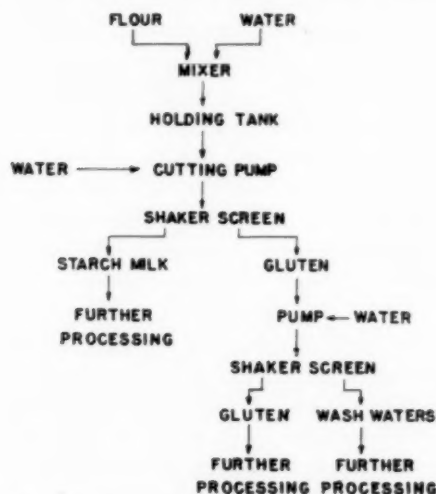 FLOUR WATER
MIXER
HOLDING TANK
WATER CUTTING PUMP
SHAKER SCREEN
STARCH MILK GLUTEN
FURTHER PUMP WATER
PROCESSING
SHAKER SCREEN
GLUTEN WASH WATERS
FURTHER FURTHER
PROCESSING PROCESSING